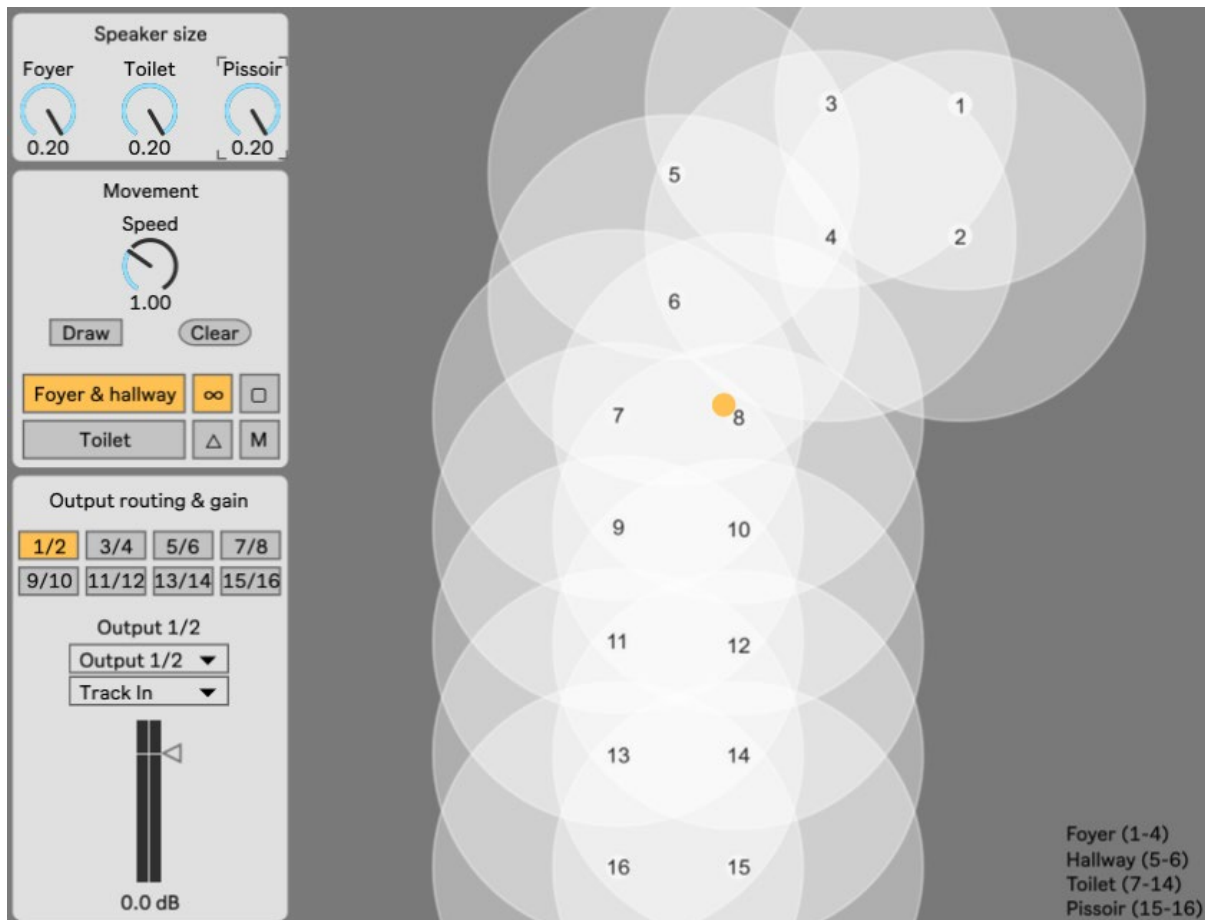 Speaker size
Foyer Toilet Pissoir
0.20 0.20 0.20
Movement
Speed
1.00
Draw Clear
Foyer & hallway ∞ ▢
Toilet △ M
Output routing & gain
1/2 3/4 5/6 7/8
9/10 11/12 13/14 15/16
Output 1/2
Output 1/2
Track In
0.0 dB
3 1
5
4 2
6
7 8
9 10
11 12
13 14
16 15
Foyer (1-4)
Hallway (5-6)
Toilet (7-14)
Pissoir (15-16)